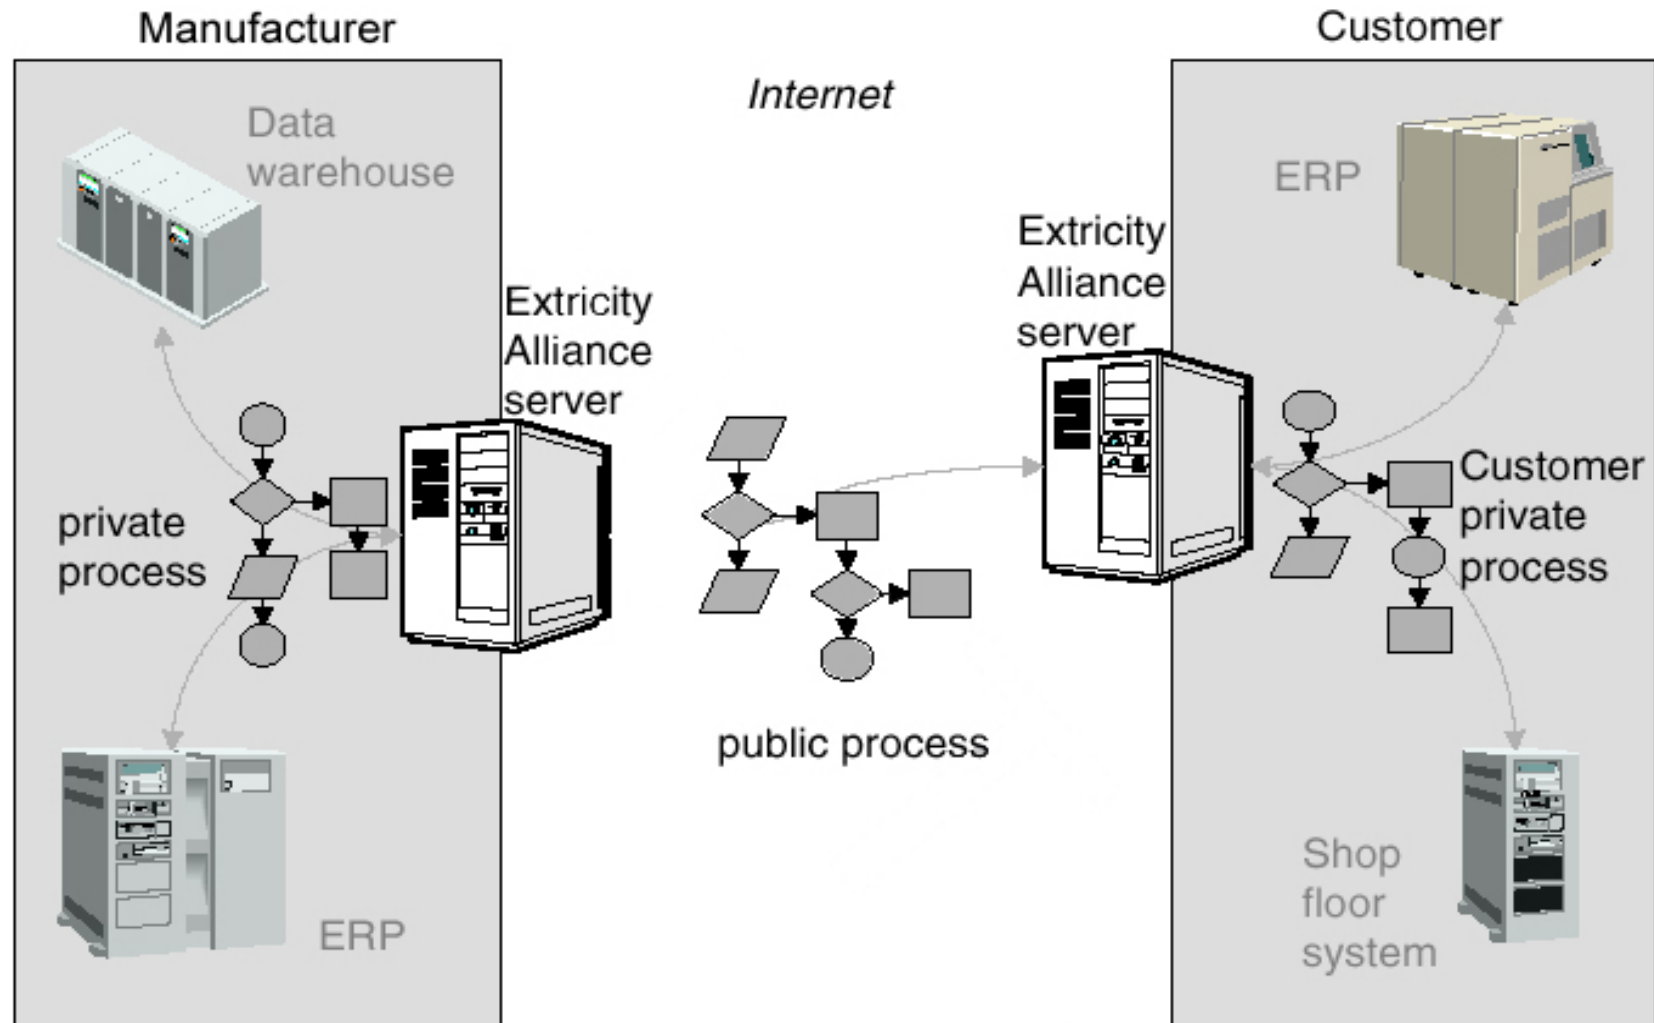 Manufacturer
Customer
Internet
Data
warehouse
ERP
Extricity
Alliance
server
Extricity
Alliance
server
private
process
Customer
private
process
public process
ERP
Shop
floor
system